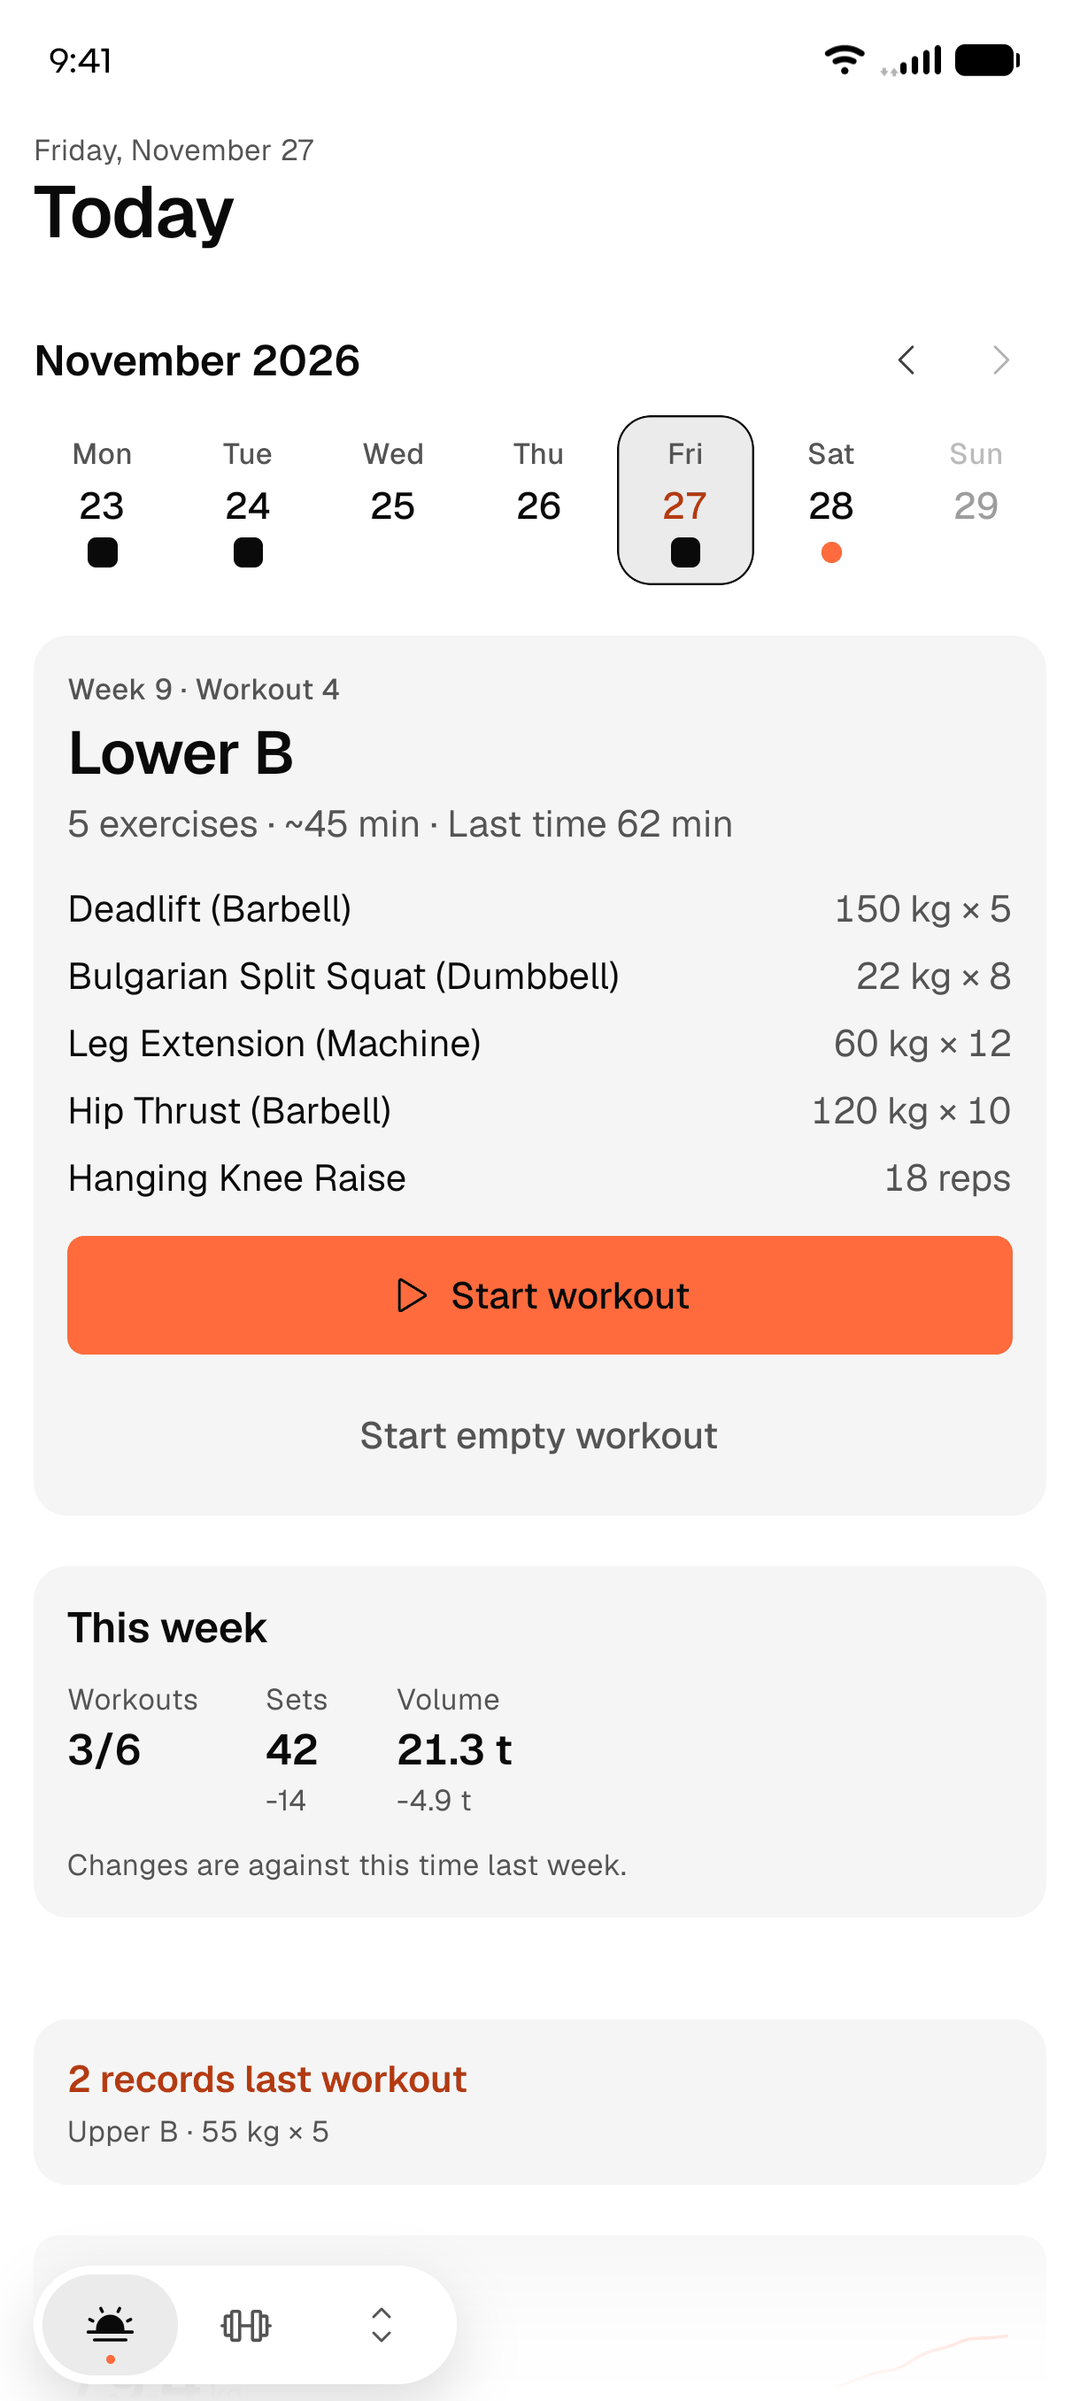 9:41
Friday, November 27
Today
November 2026
Mon Tue Wed Thu Fri Sat Sun
23 24 25 26 27 28 29
Week 9 · Workout 4
Lower B
5 exercises · ~45 min · Last time 62 min
Deadlift (Barbell) 150 kg × 5
Bulgarian Split Squat (Dumbbell) 22 kg × 8
Leg Extension (Machine) 60 kg × 12
Hip Thrust (Barbell) 120 kg × 10
Hanging Knee Raise 18 reps
Start workout
Start empty workout
This week
Workouts Sets Volume
3/6 42 21.3 t
-14 -4.9 t
Changes are against this time last week.
2 records last workout
Upper B · 55 kg × 5